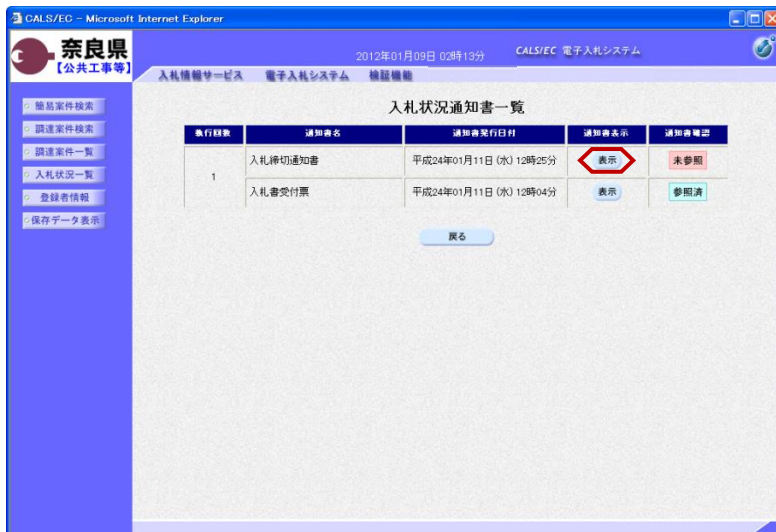 CALS/EC - Microsoft Internet Explorer
奈良県
【公共工事等】
2012年01月09日 02時13分
CALS/EC 電子入札システム
入札情報サービス 電子入札システム 検証機能
簡易案件検索
調達案件検索
調達案件一覧
入札状況一覧
登録者情報
保存データ表示
入札状況通知書一覧
執行回数 通知書名 通知書発行日付 通知書表示 通知書確認
1
入札締切通知書 平成24年01月11日 (水) 12時25分 表示 未参照
入札書受付票 平成24年01月11日 (水) 12時04分 表示 参照済
戻る